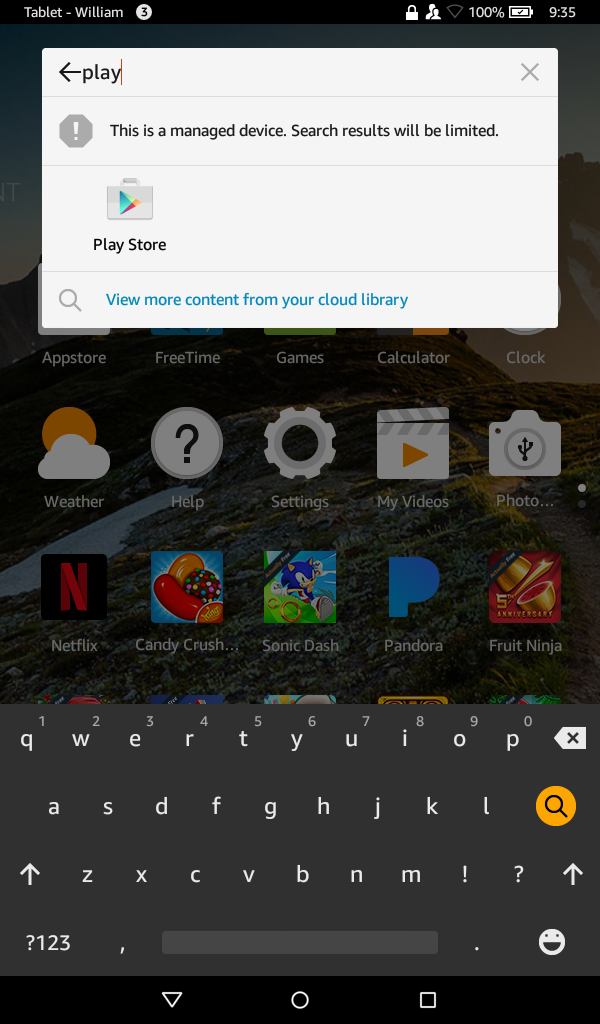 Tablet - William 3 100% 9:35
play
This is a managed device. Search results will be limited.
NT
Play Store
View more content from your cloud library
Appstore FreeTime Games Calculator Clock
Weather Help Settings My Videos Photo...
N
Netflix Candy Crush... Sonic Dash Pandora Fruit Ninja
1 2 3 4 5 6 7 8 9 0
q w e r t y u i o p
a s d f g h j k l
z x c v b n m ! ?
?123 , .